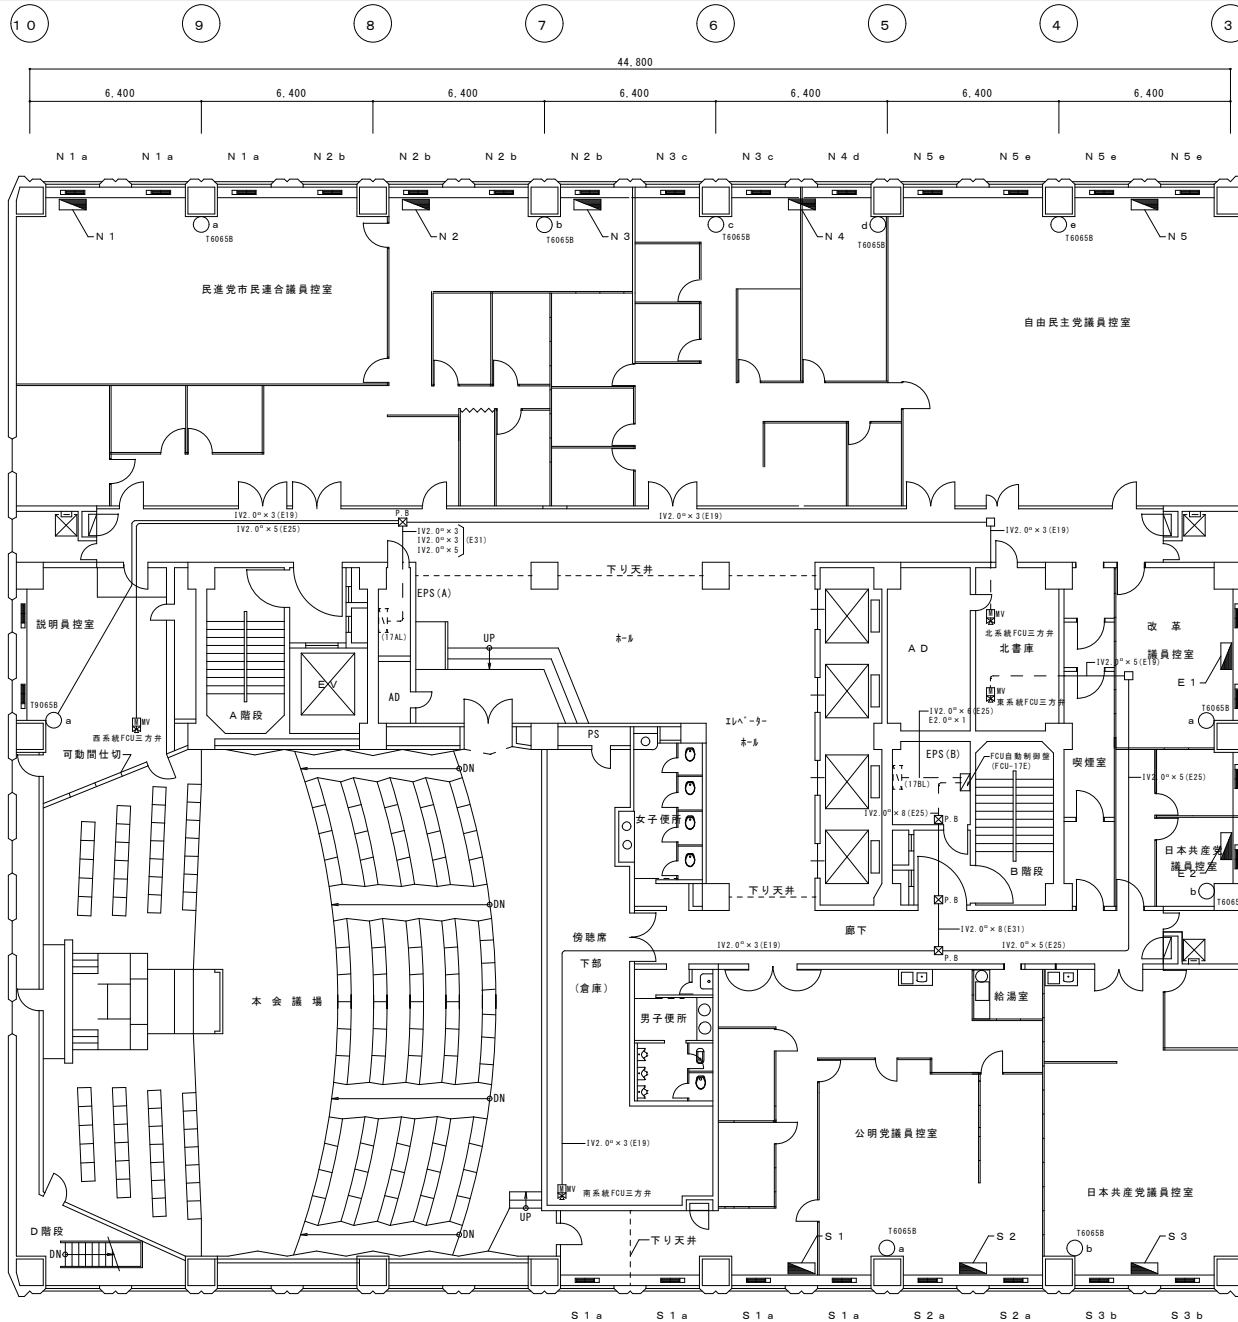 10 9 8 7 6 5 4 3
44,800
6,400 6,400 6,400 6,400 6,400 6,400 6,400
N1a N1a N1a N2b N2b N2b N2b N3c N3c N4d N5e N5e N5e N5e
a b c d e
N1 T6065B N2 T6065B N3 T6065B N4 T6065B T6065B N5
民進党市民連合議員控室
自由民主党議員控室
P.B
IV2.0°×3(E19)
IV2.0°×5(E25)
IV2.0°×3(E19)
IV2.0°×3
IV2.0°×3 (E31)
IV2.0°×5
IV2.0°×3(E19)
下り天井
EPS(A)
説明員控室
(17AL)
UP
ホール
MV
北系統FCU三方弁
北書庫
AD
改革
議員控室
IV2.0°×5(E19)
EV
AD
T9065B
a
MV
西系統FCU三方弁
可動間仕切
A階段
MV
東系統FCU三方弁
E1
IV2.0°×6(E25)
E2.0°×1
T6065B
a
エレベーター
ホール
PS
EPS(B)
FCU自動制御盤
(FCU-17E)
喫煙室
DN
(17BL)
IV2.0°×5(E25)
IV2.0°×8(E25)
P.B
女子便所
日本共産党
議員控室
E2
B階段
下り天井
b
T6065
DN
P.B
廊下
IV2.0°×8(E31)
傍聴席
下部
(倉庫)
IV2.0°×3(E19)
IV2.0°×5(E25)
P.B
本会議場
給湯室
男子便所
DN
公明党議員控室
IV2.0°×3(E19)
MV
南系統FCU三方弁
日本共産党議員控室
UP
D階段
DN
DN
下り天井
S1
T6065B
a
S2
T6065B
b
S3
S1a S1a S1a S1a S2a S2a S3b S3b